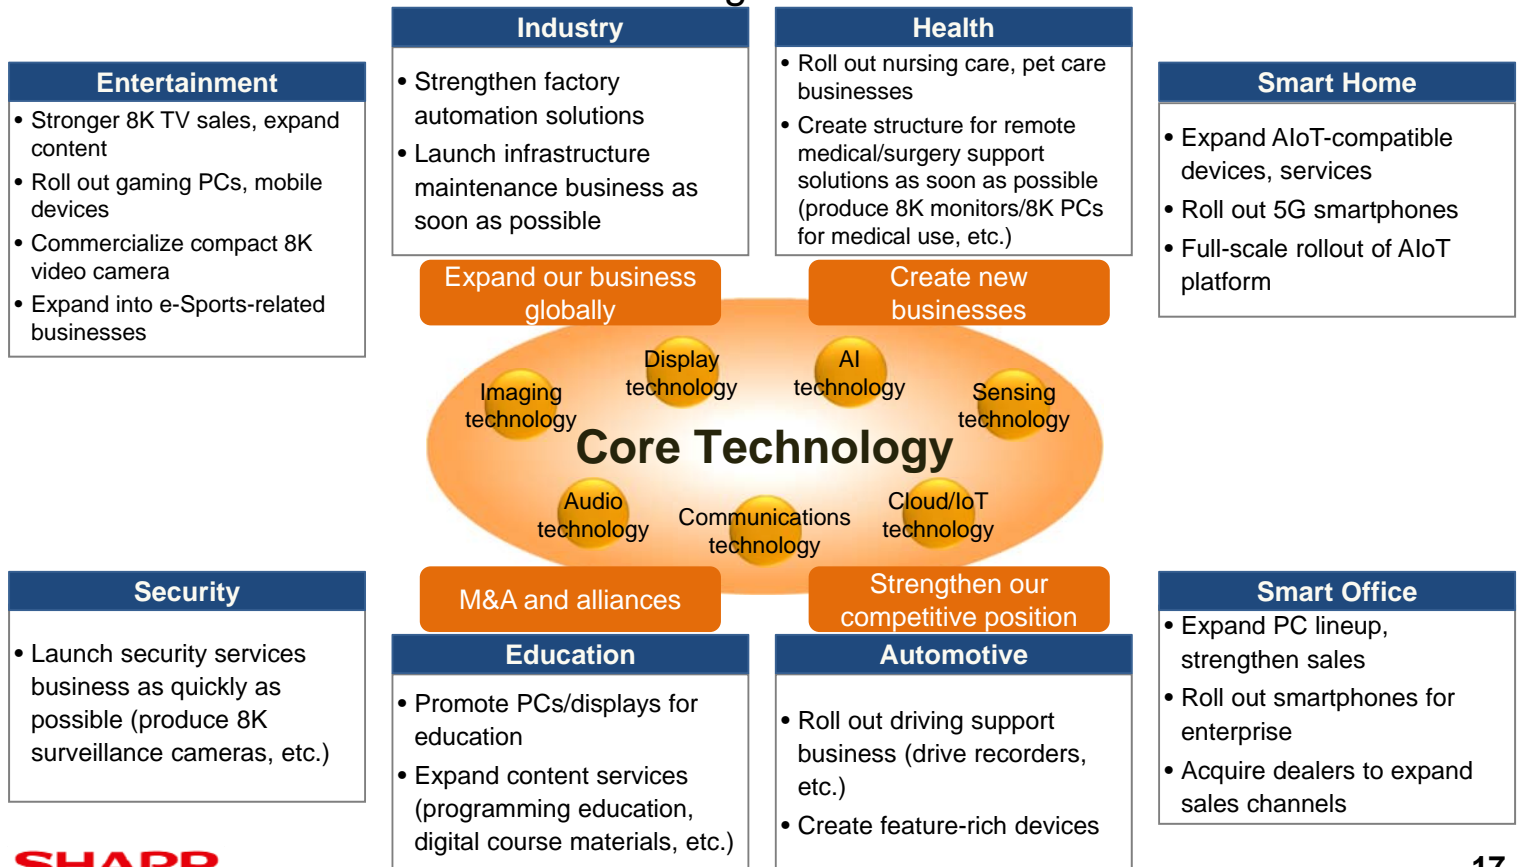 Industry
• Strengthen factory
automation solutions
• Launch infrastructure
maintenance business as
soon as possible
Health
• Roll out nursing care, pet care
businesses
• Create structure for remote
medical/surgery support
solutions as soon as possible
(produce 8K monitors/8K PCs
for medical use, etc.)
Entertainment
• Stronger 8K TV sales, expand
content
• Roll out gaming PCs, mobile
devices
• Commercialize compact 8K
video camera
• Expand into e-Sports-related
businesses
Smart Home
• Expand AIoT-compatible
devices, services
• Roll out 5G smartphones
• Full-scale rollout of AIoT
platform
Expand our business
globally
Create new
businesses
Imaging
technology
Display
technology
AI
technology
Sensing
technology
Core Technology
Audio
technology
Communications
technology
Cloud/IoT
technology
M&A and alliances
Strengthen our
competitive position
Security
• Launch security services
business as quickly as
possible (produce 8K
surveillance cameras, etc.)
Education
• Promote PCs/displays for
education
• Expand content services
(programming education,
digital course materials, etc.)
Automotive
• Roll out driving support
business (drive recorders,
etc.)
• Create feature-rich devices
Smart Office
• Expand PC lineup,
strengthen sales
• Roll out smartphones for
enterprise
• Acquire dealers to expand
sales channels
SHARP
17